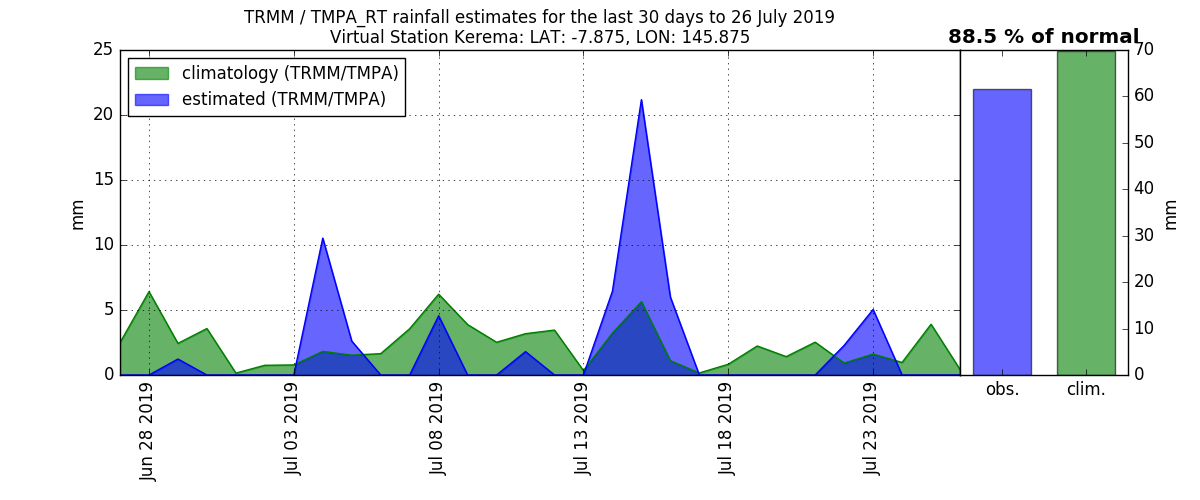 TRMM / TMPA_RT rainfall estimates for the last 30 days to 26 July 2019
Virtual Station Kerema: LAT: -7.875, LON: 145.875
88.5 % of normal
climatology (TRMM/TMPA)
estimated (TRMM/TMPA)
25
20
15
10
5
0
mm
Jun 28 2019
Jul 03 2019
Jul 08 2019
Jul 13 2019
Jul 18 2019
Jul 23 2019
obs.
clim.
70
60
50
40
30
20
10
0
mm